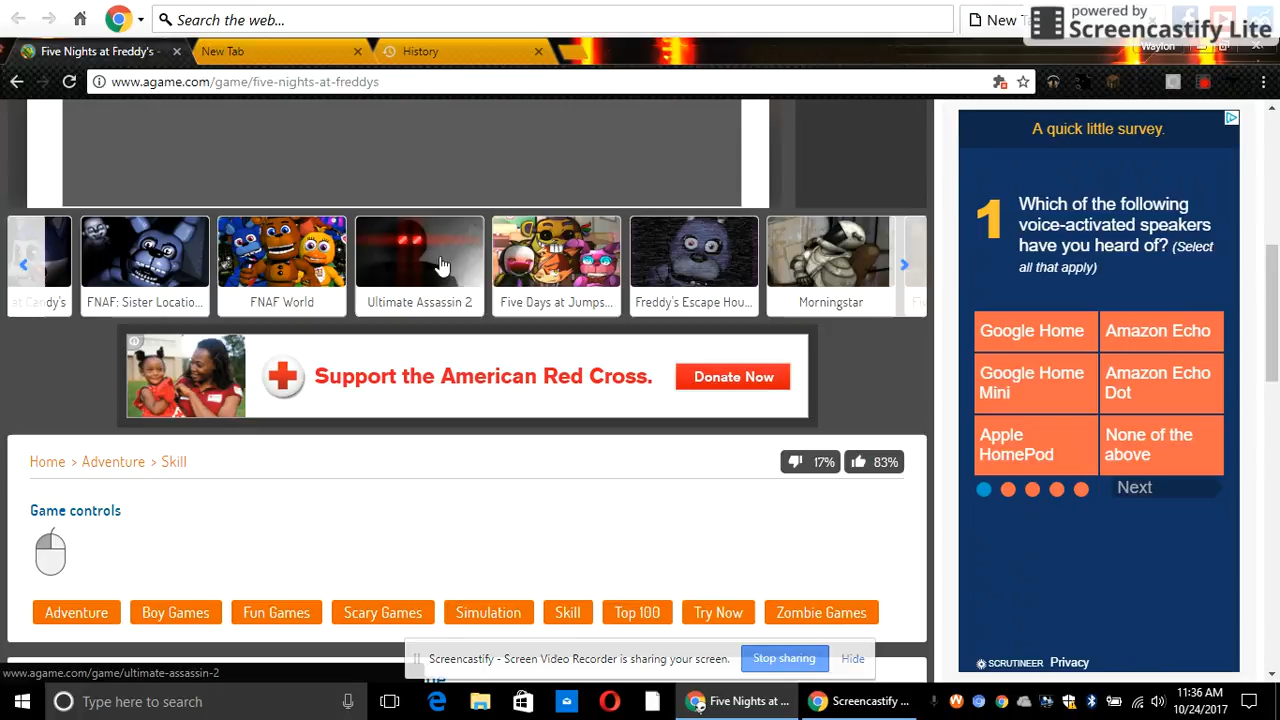 Search the web...
New
powered by
Screencastify Lite
Five Nights at Freddy's -
New Tab
History
Waylon
www.agame.com/game/five-nights-at-freddys
at Candy's
FNAF: Sister Locatio...
FNAF World
Ultimate Assassin 2
Five Days at Jumps...
Freddy's Escape Hou...
Morningstar
Support the American Red Cross.
Donate Now
A quick little survey.
1
Which of the following
voice-activated speakers
have you heard of? (Select
all that apply)
Google Home
Amazon Echo
Google Home
Mini
Amazon Echo
Dot
Apple
HomePod
None of the
above
Next
SCRUTINEER Privacy
Home > Adventure > Skill
17%
83%
Game controls
Adventure
Boy Games
Fun Games
Scary Games
Simulation
Skill
Top 100
Try Now
Zombie Games
Screencastify - Screen Video Recorder is sharing your screen.
Stop sharing
Hide
www.agame.com/game/ultimate-assassin-2
Type here to search
Five Nights at ...
Screencastify ...
11:36 AM
10/24/2017